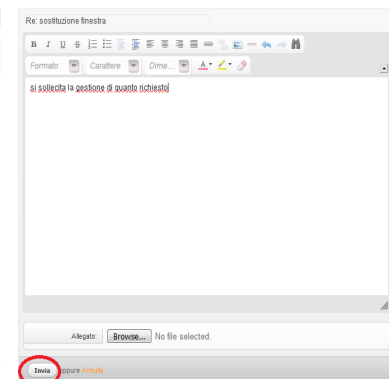 Re: sostituzione finestra
B I U S
Formato Carattere Dime... A
si sollecita la gestione di quanto richiesto
Allegato: Browse... No file selected.
Invia oppure Annulla